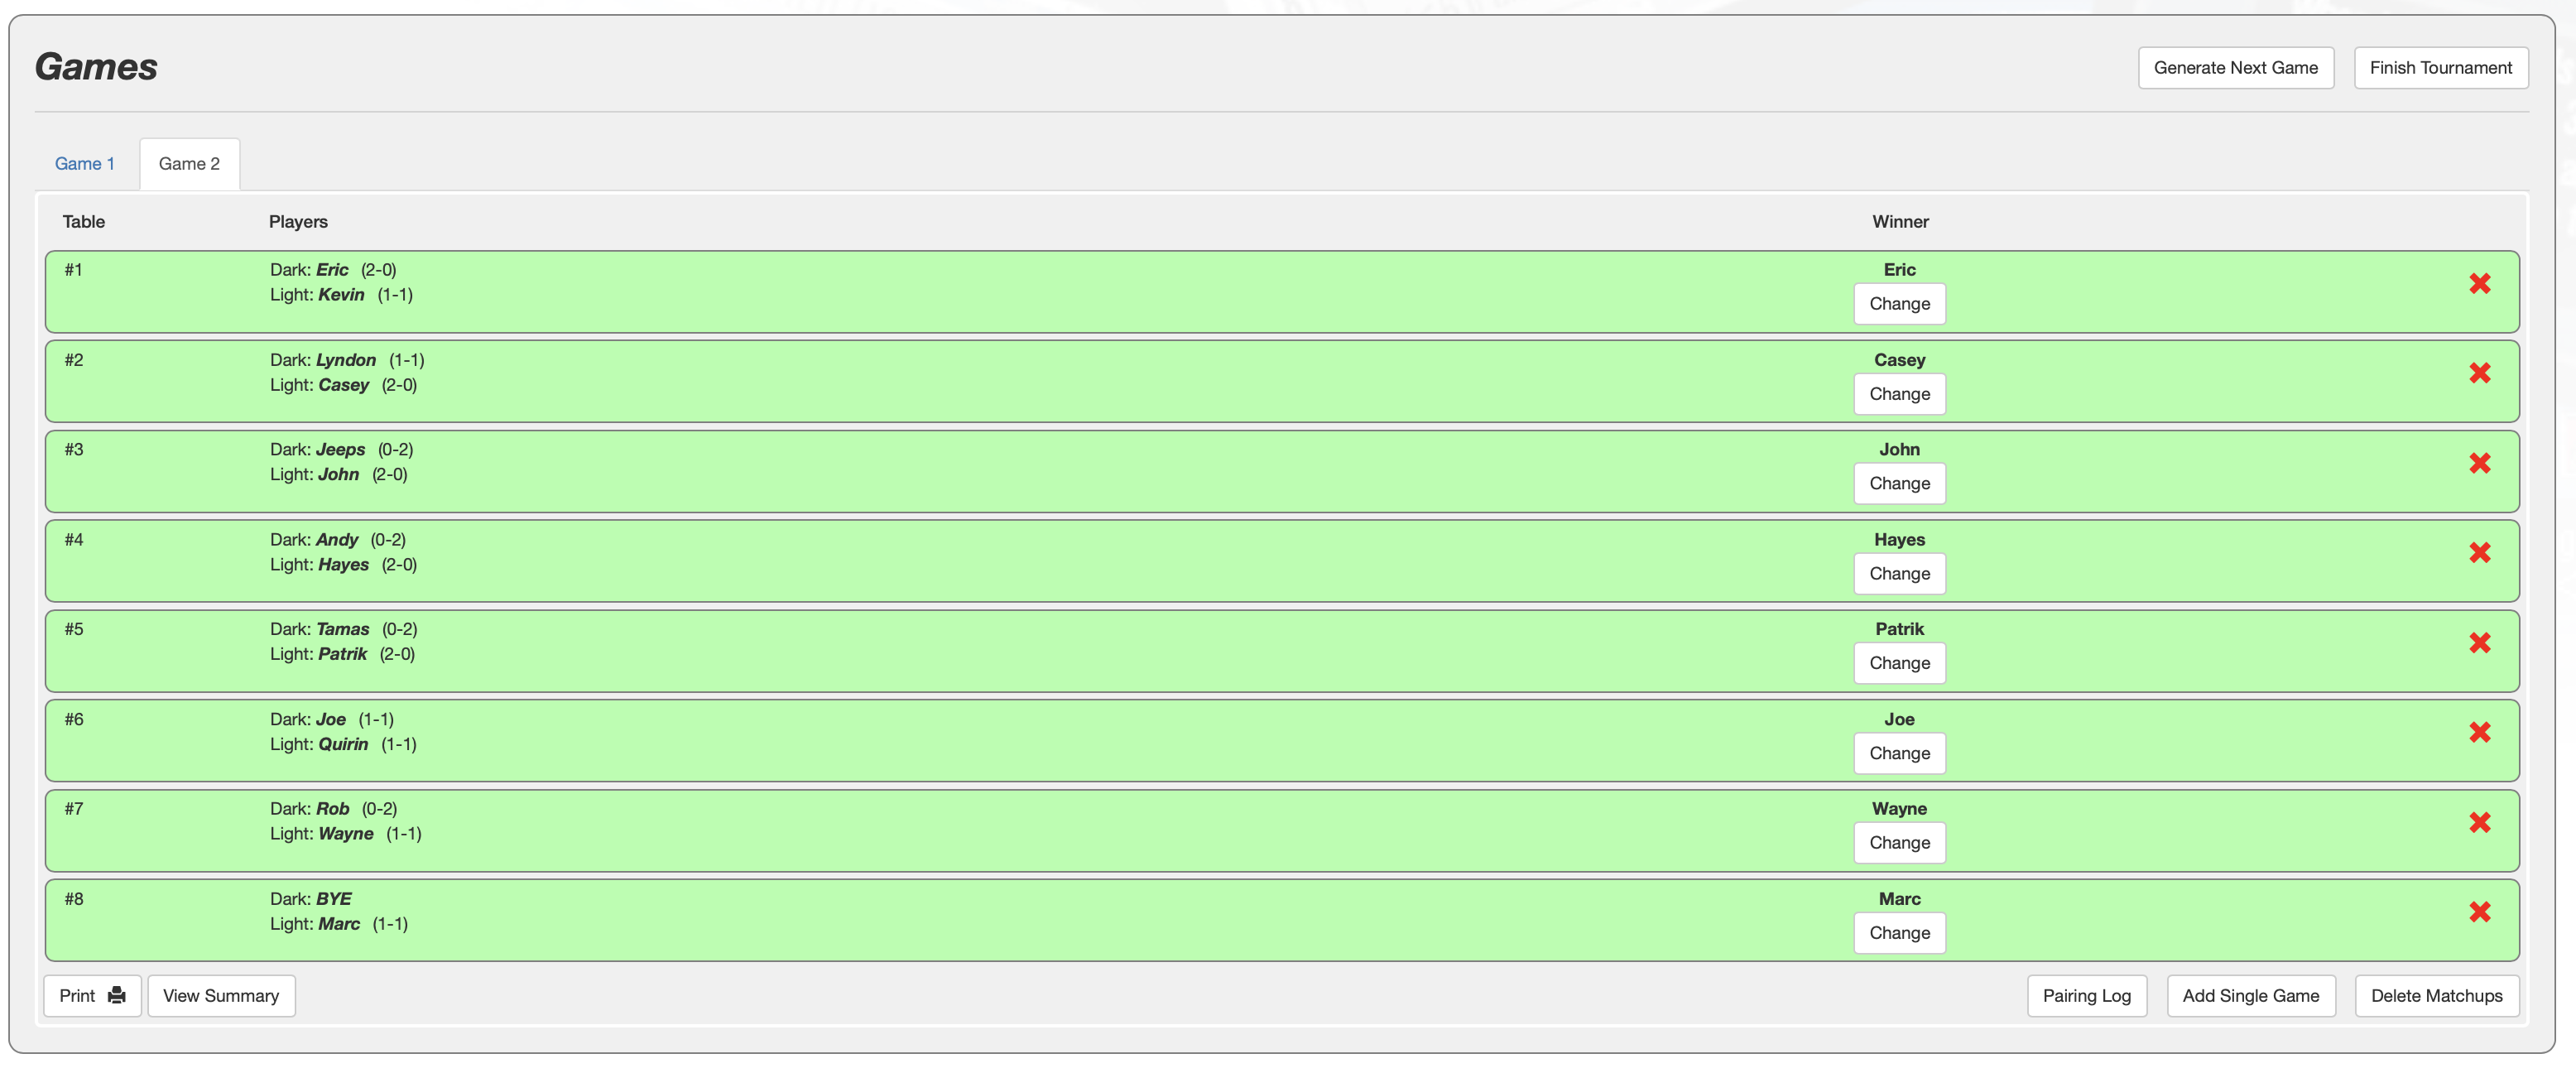 Games
Generate Next Game
Finish Tournament
Game 1
Game 2
Table Players Winner
#1
Dark: Eric (2-0)
Light: Kevin (1-1)
Eric
Change
#2
Dark: Lyndon (1-1)
Light: Casey (2-0)
Casey
Change
#3
Dark: Jeeps (0-2)
Light: John (2-0)
John
Change
#4
Dark: Andy (0-2)
Light: Hayes (2-0)
Hayes
Change
#5
Dark: Tamas (0-2)
Light: Patrik (2-0)
Patrik
Change
#6
Dark: Joe (1-1)
Light: Quirin (1-1)
Joe
Change
#7
Dark: Rob (0-2)
Light: Wayne (1-1)
Wayne
Change
#8
Dark: BYE
Light: Marc (1-1)
Marc
Change
Print
View Summary
Pairing Log
Add Single Game
Delete Matchups